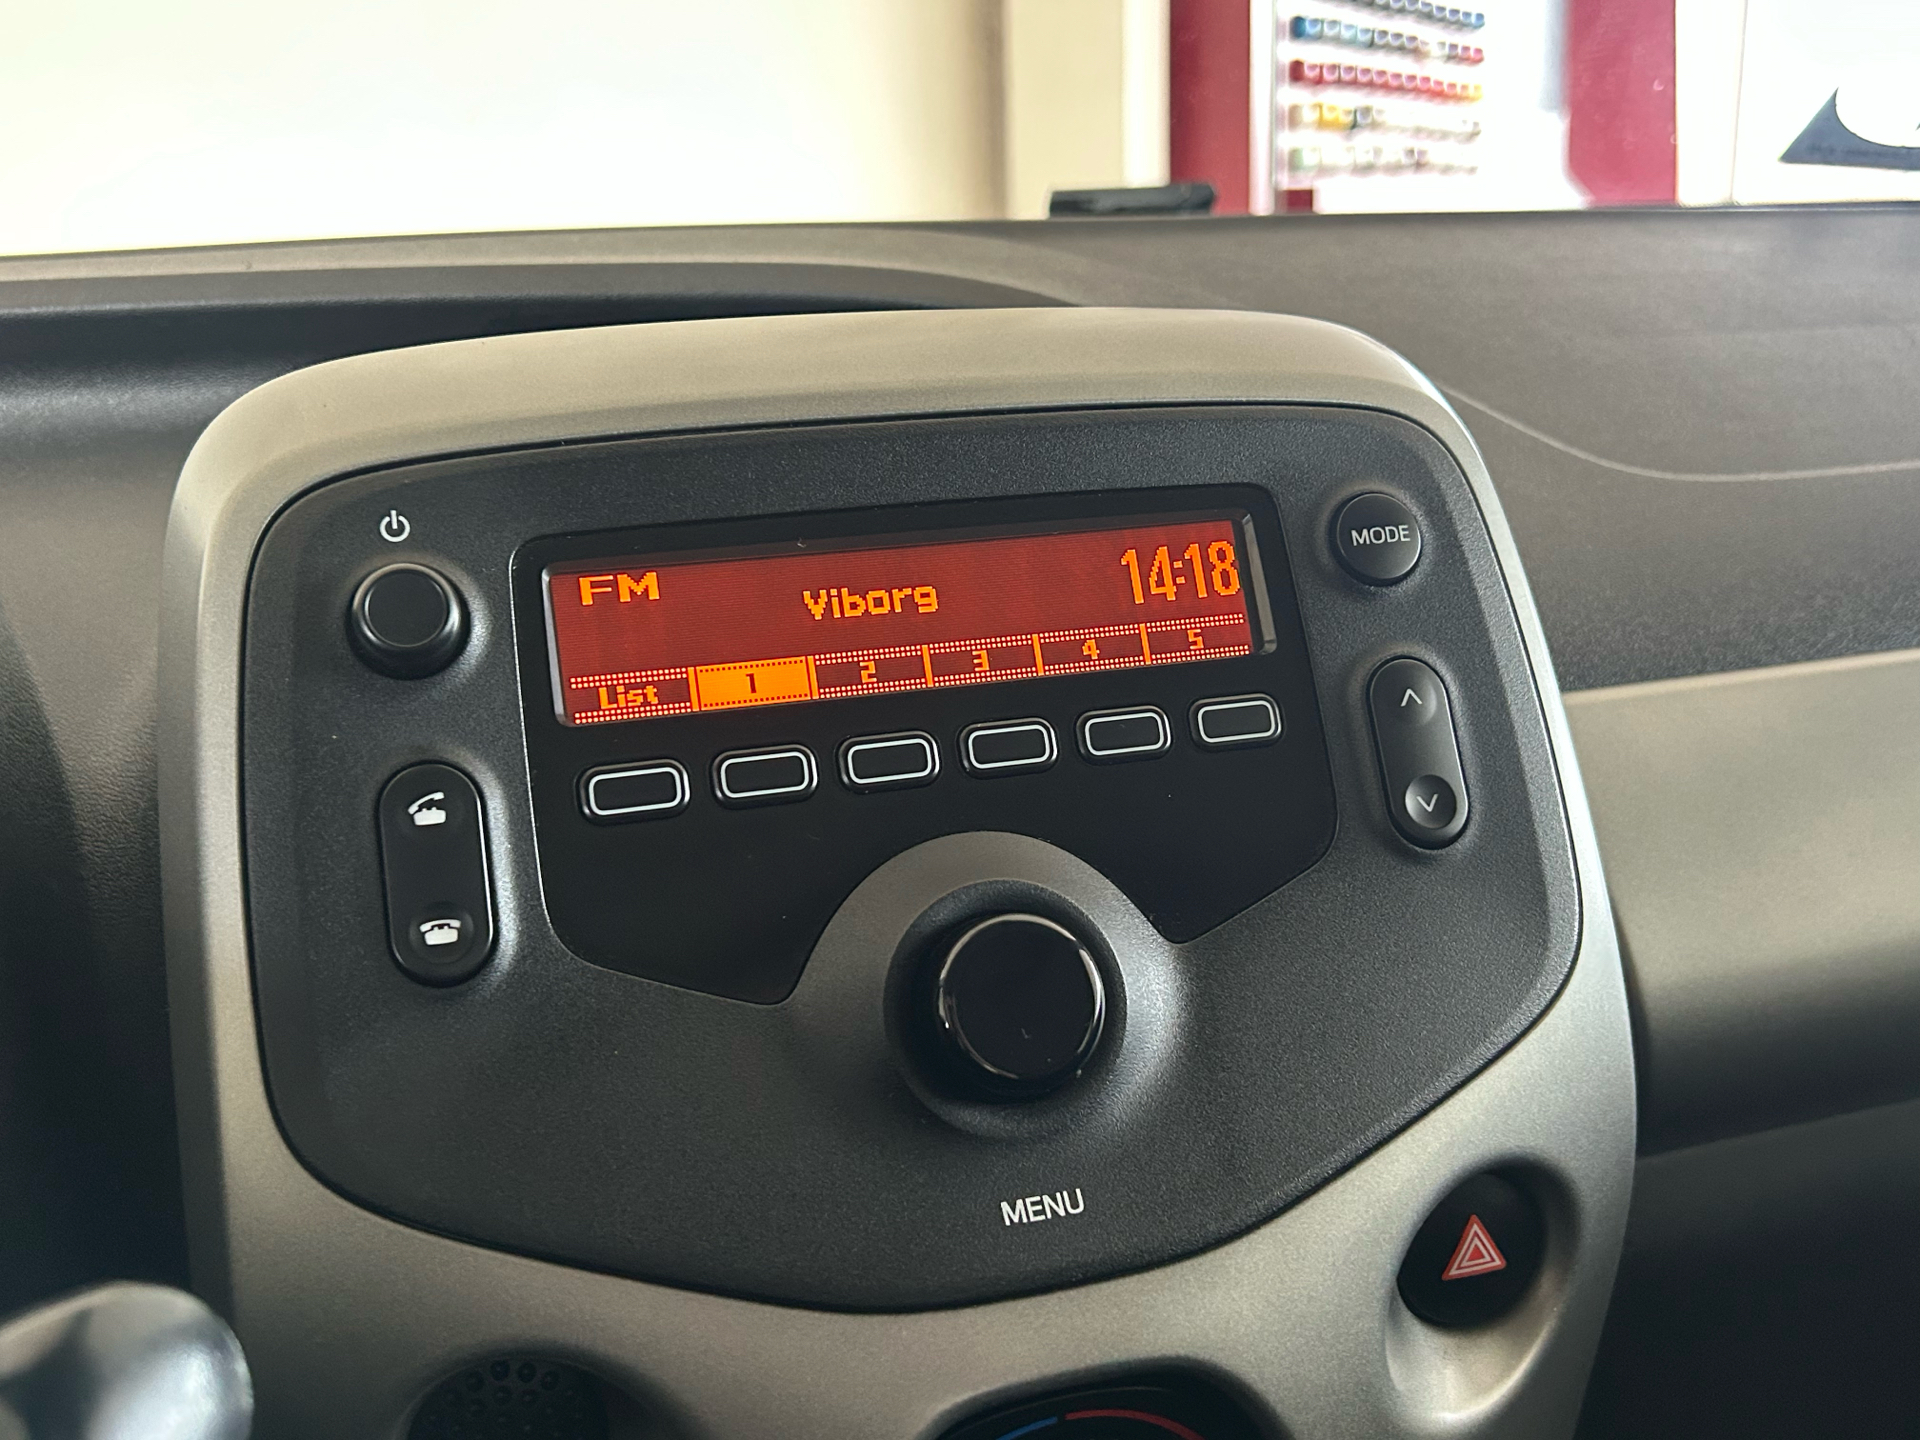 FM
Viborg
14:18
List 1 2 3 4 5
MODE
MENU